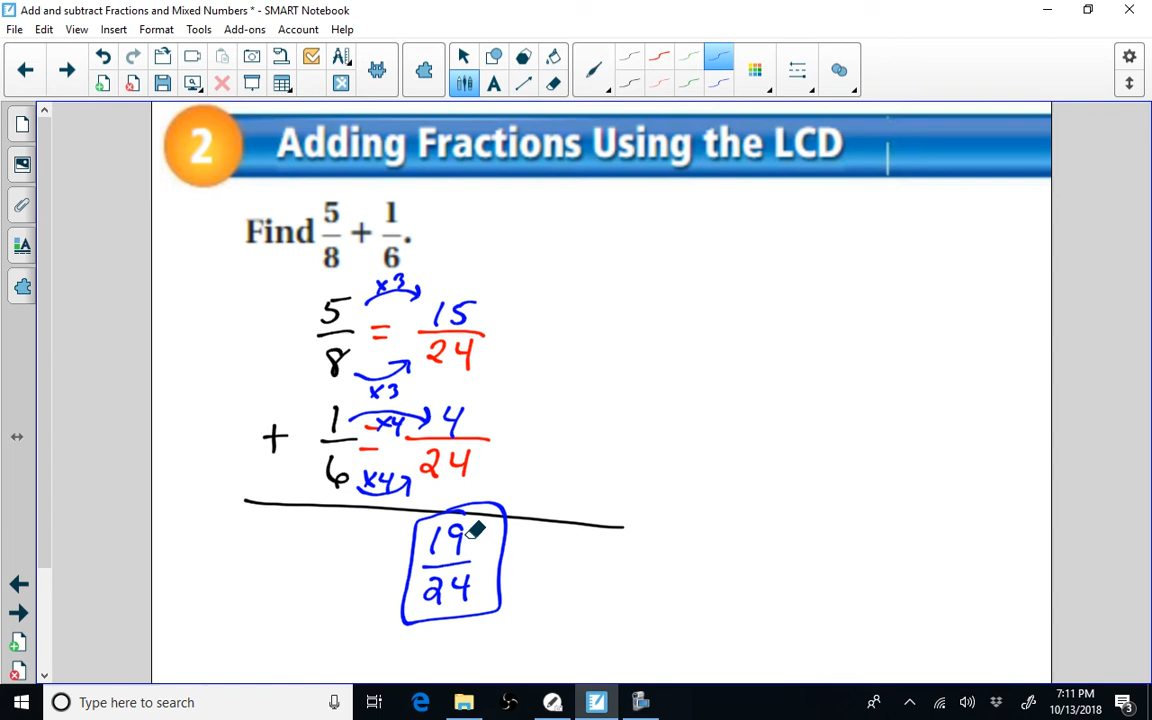 Add and subtract Fractions and Mixed Numbers * - SMART Notebook
File Edit View Insert Format Tools Add-ons Account Help
2 Adding Fractions Using the LCD
Find 5/8 + 1/6.
x3
5/8 = 15/24
x3
x4
+ 1/6 = 4/24
x4
19/24
Type here to search
7:11 PM
10/13/2018
3